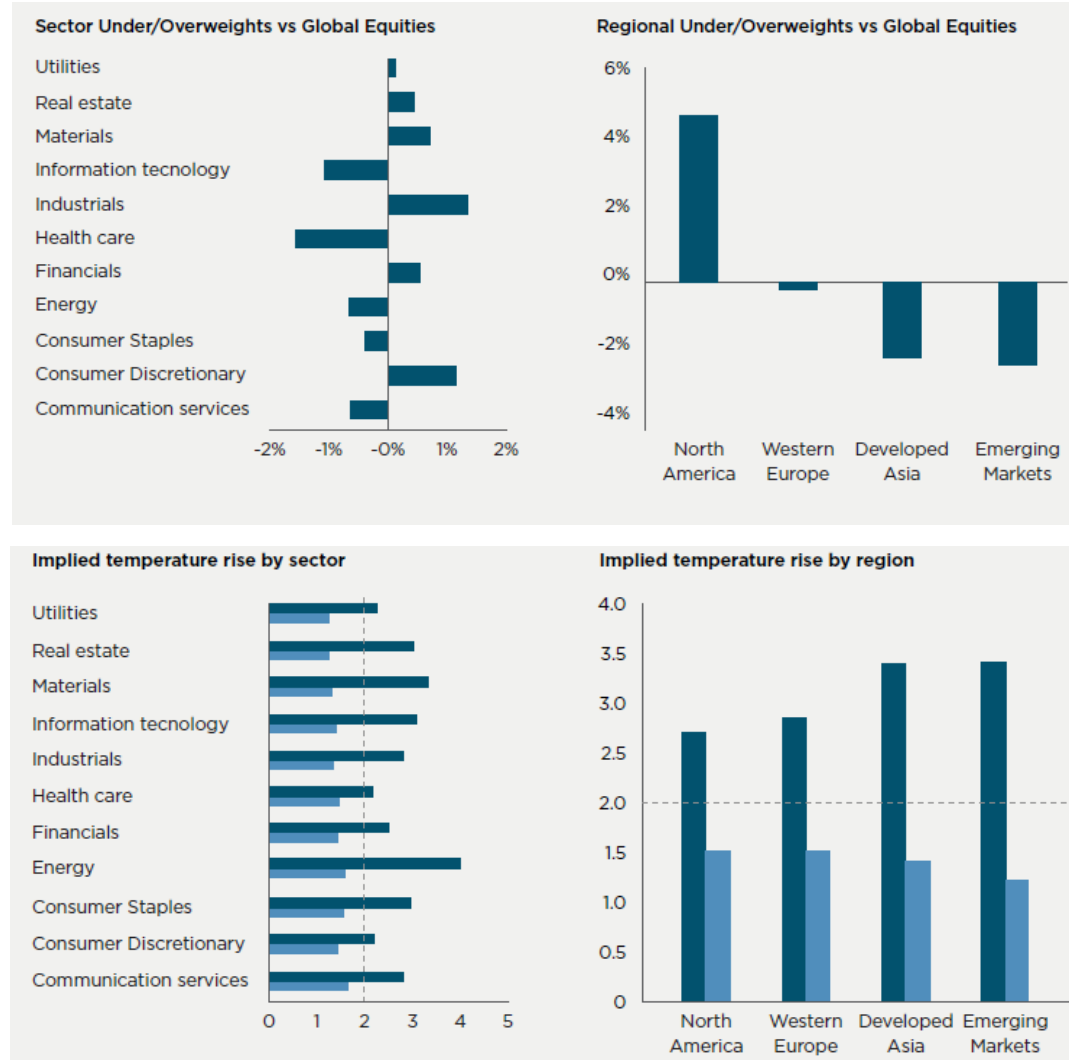 Sector Under/Overweights vs Global Equities
Utilities
Real estate
Materials
Information tecnology
Industrials
Health care
Financials
Energy
Consumer Staples
Consumer Discretionary
Communication services
-2% -1% -0% 1% 2%
Regional Under/Overweights vs Global Equities
6%
4%
2%
0%
-2%
-4%
North America
Western Europe
Developed Asia
Emerging Markets
Implied temperature rise by sector
Utilities
Real estate
Materials
Information tecnology
Industrials
Health care
Financials
Energy
Consumer Staples
Consumer Discretionary
Communication services
0 1 2 3 4 5
Implied temperature rise by region
4.0
3.5
3.0
2.5
2.0
1.5
1.0
0.5
0
North America
Western Europe
Developed Asia
Emerging Markets